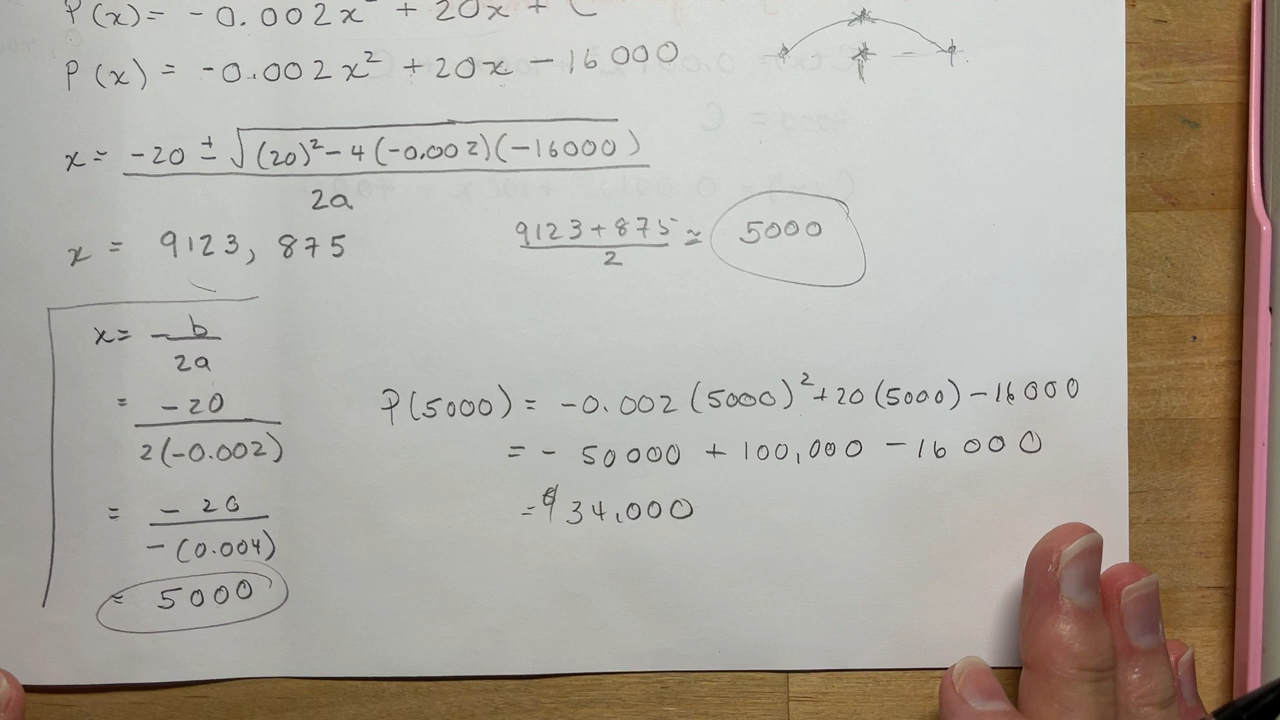 P(x) = -0.002x² + 20x + C
P(x) = -0.002x² + 20x - 16000
x = -20 ± √(20)² - 4(-0.002)(-16000) / 2a
x = 9123, 875
9123 + 875 / 2 ≃ 5000
x = - b / 2a
= -20 / 2(-0.002)
= -20 / -(0.004)
= 5000
P(5000) = -0.002(5000)² + 20(5000) - 16000
= - 50000 + 100,000 - 16000
= $34,000